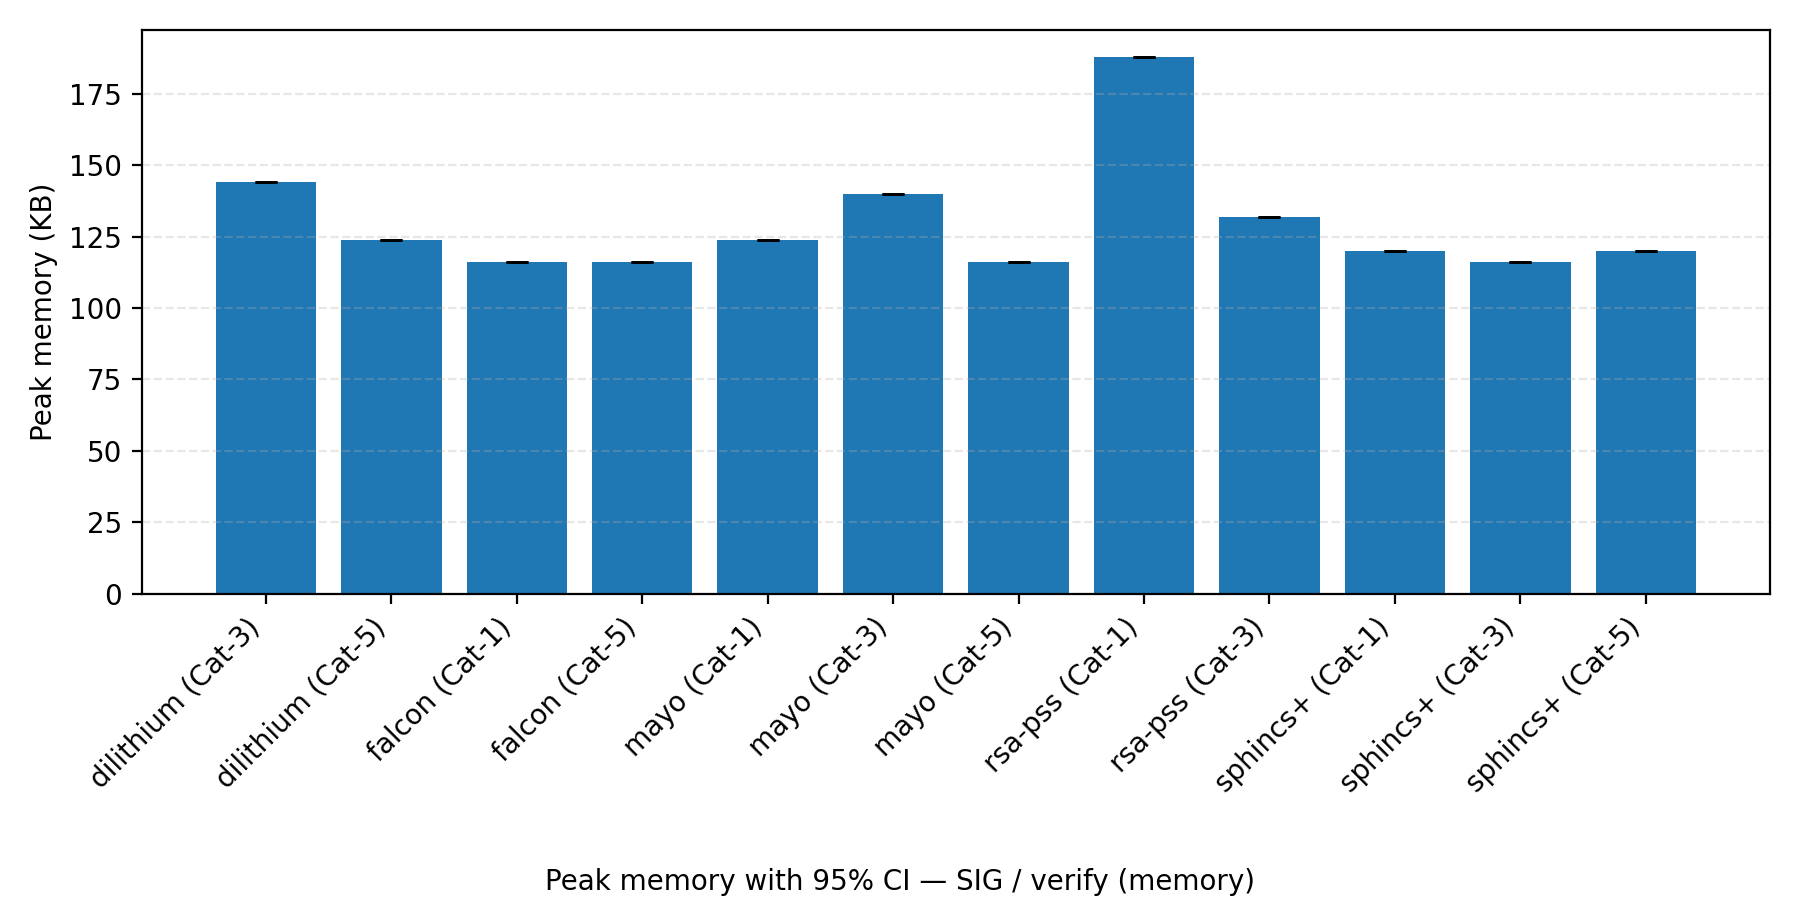 Peak memory (KB)
175
150
125
100
75
50
25
0
dilithium (Cat-3)
dilithium (Cat-5)
falcon (Cat-1)
falcon (Cat-5)
mayo (Cat-1)
mayo (Cat-3)
mayo (Cat-5)
rsa-pss (Cat-1)
rsa-pss (Cat-3)
sphincs+ (Cat-1)
sphincs+ (Cat-3)
sphincs+ (Cat-5)
Peak memory with 95% CI — SIG / verify (memory)